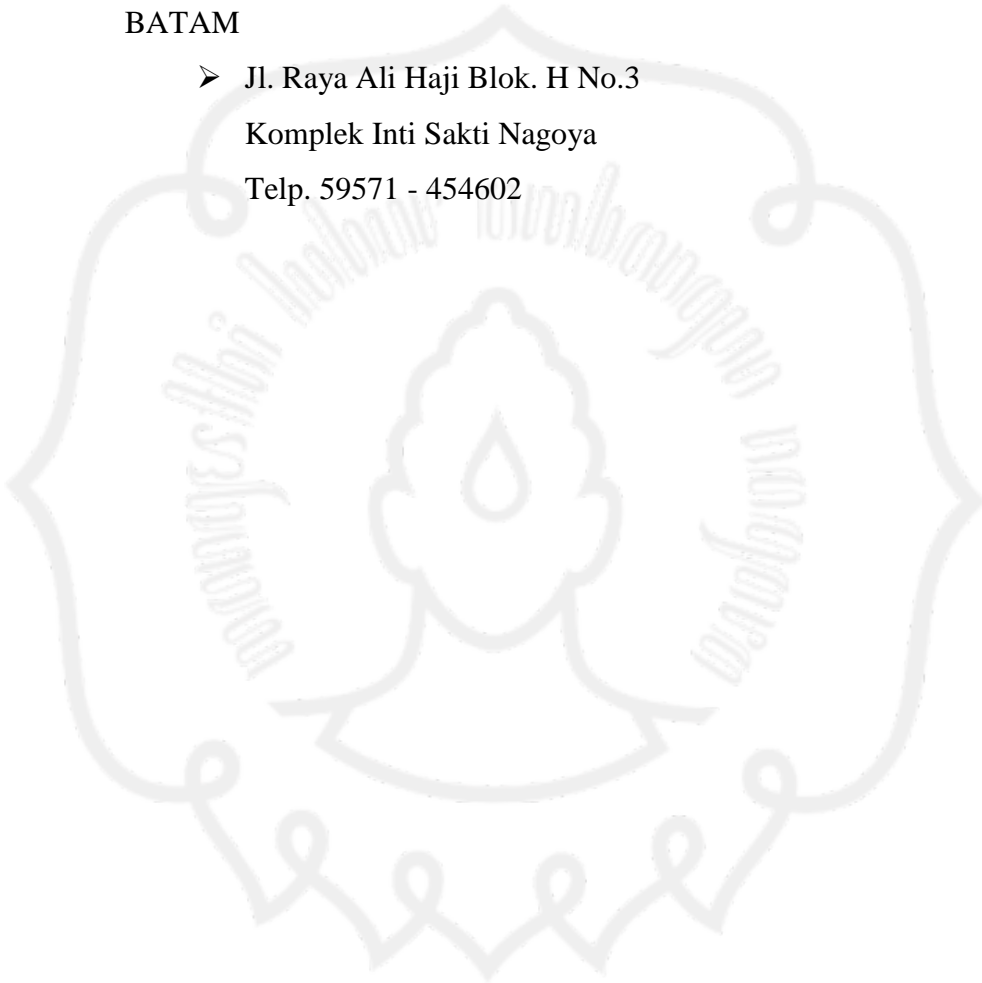 BATAM
➢ Jl. Raya Ali Haji Blok. H No.3
Komplek Inti Sakti Nagoya
Telp. 59571 - 454602